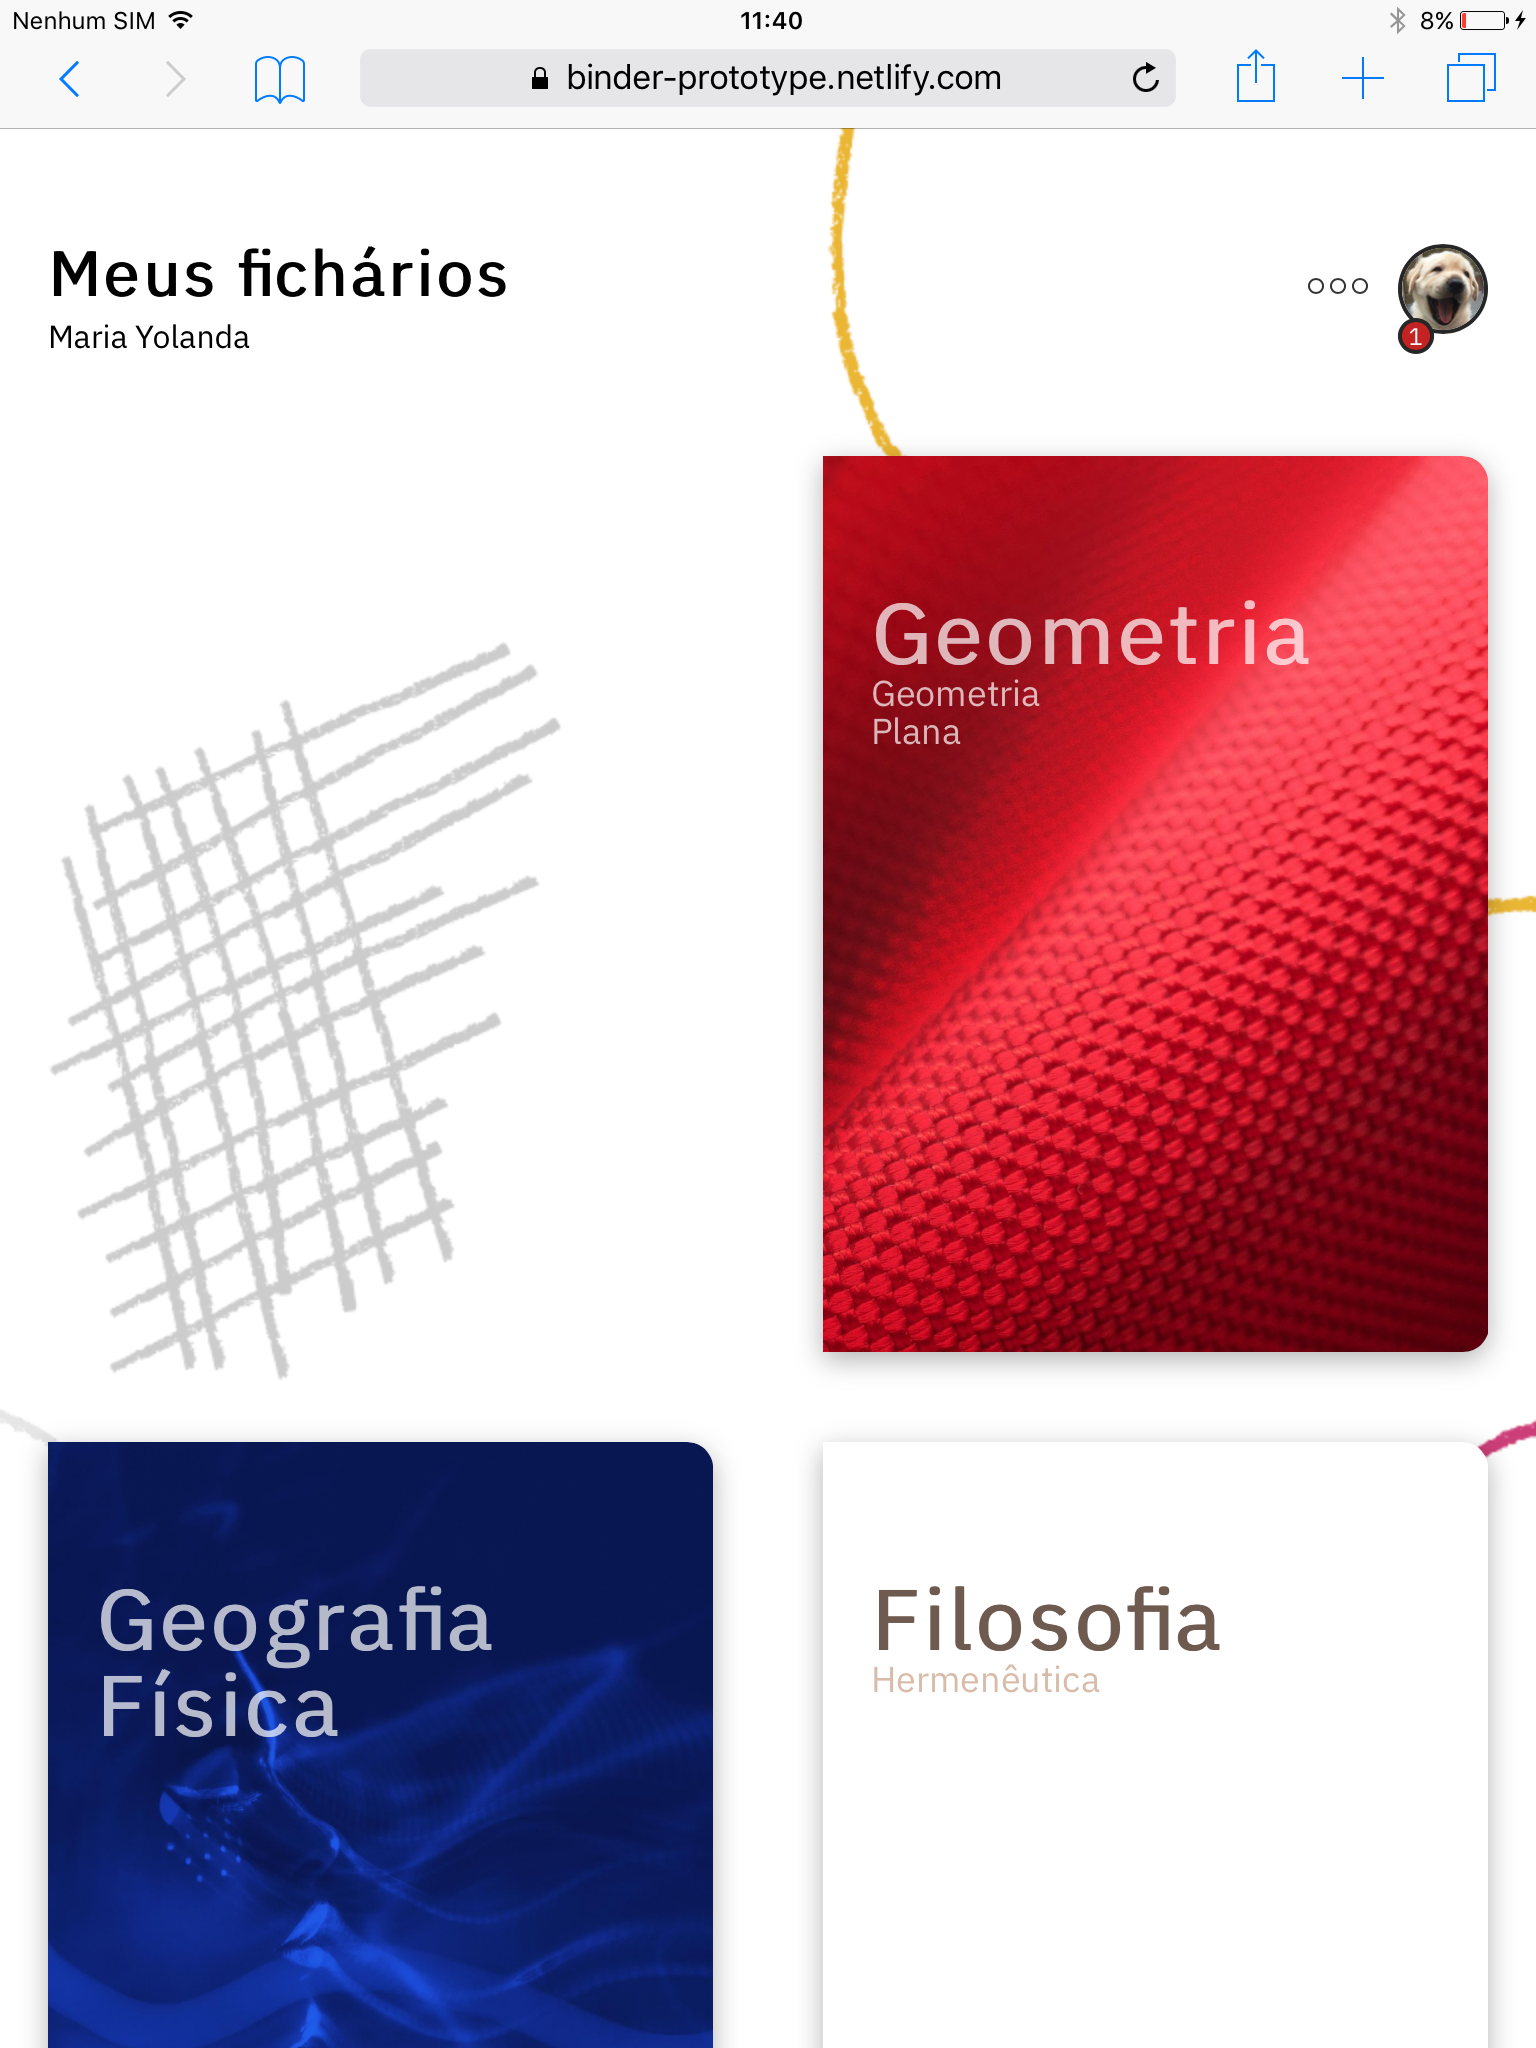 Nenhum SIM
11:40
8%
binder-prototype.netlify.com
Meus fichários
Maria Yolanda
1
Geometria
Geometria
Plana
Geografia
Física
Filosofia
Hermenêutica